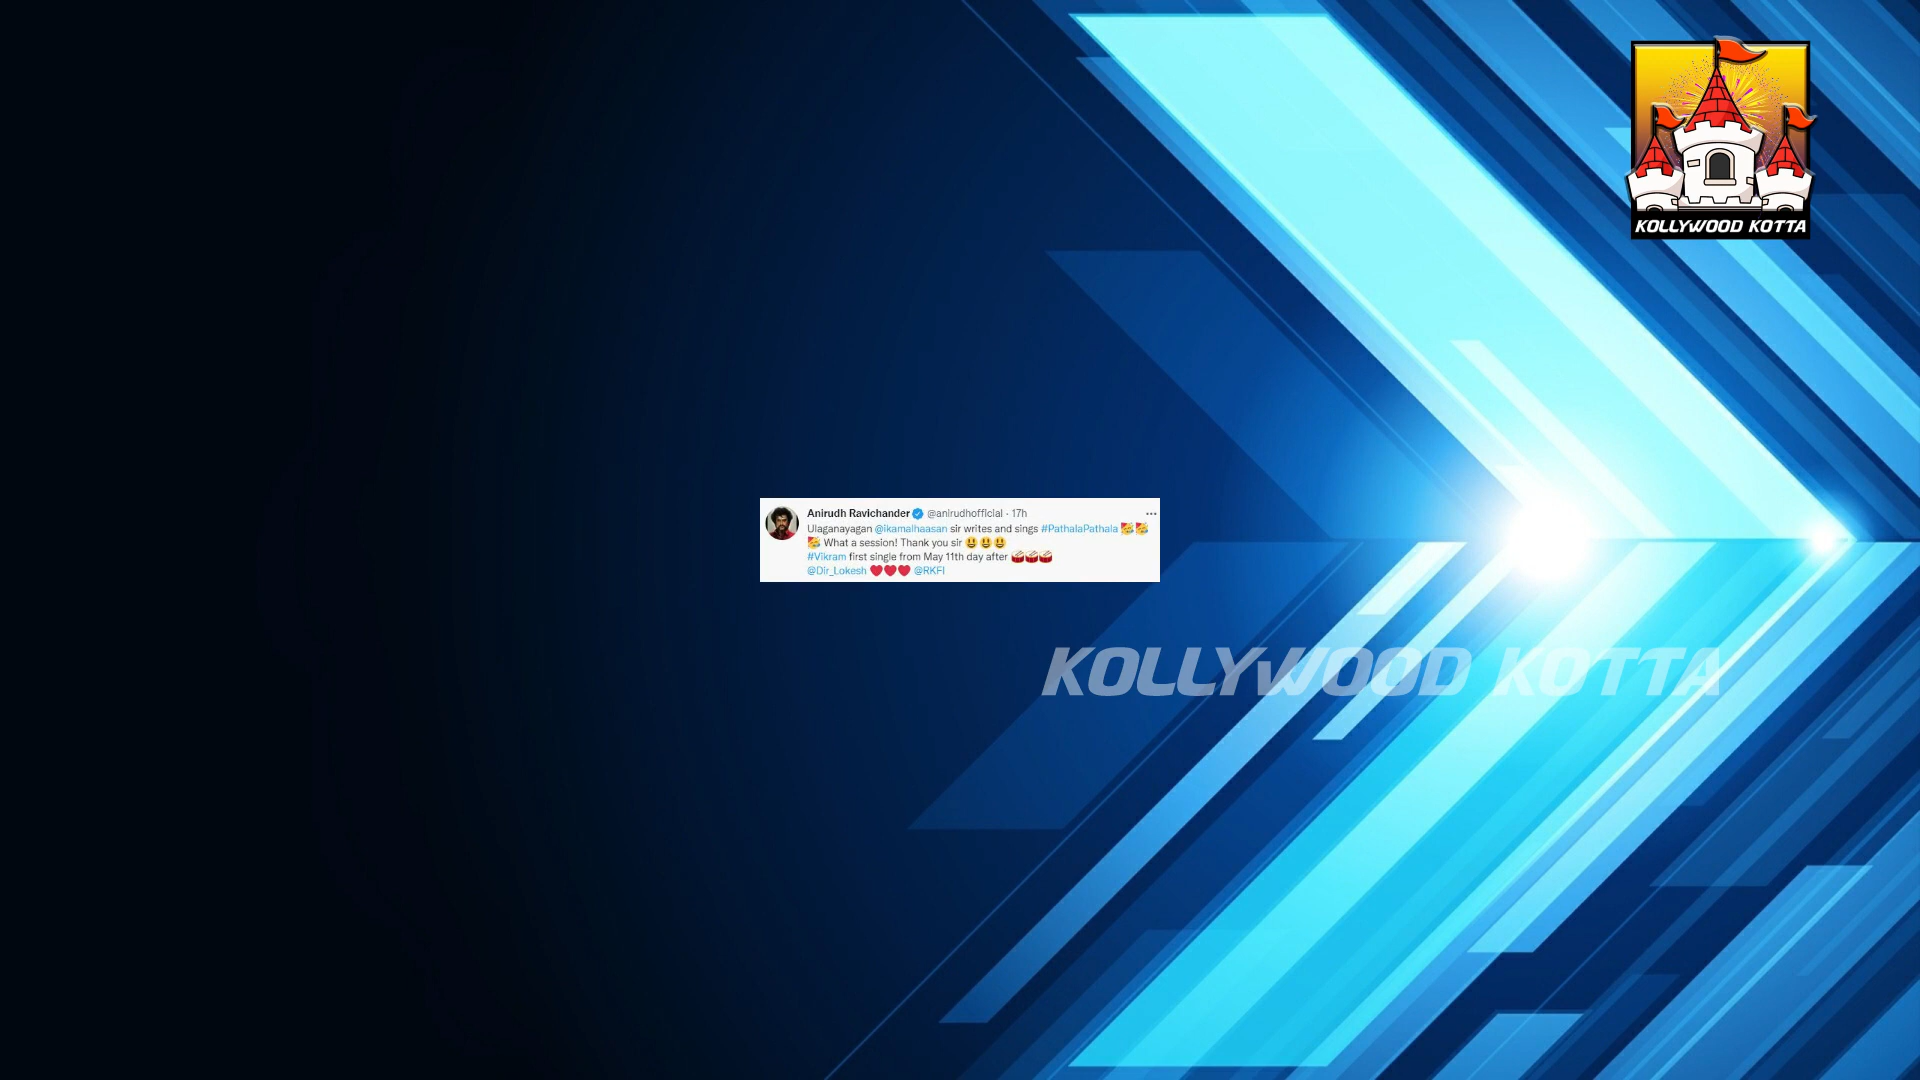 KOLLYWOOD KOTTA
Anirudh Ravichander @anirudhofficial · 17h
Ulaganayagan @ikamalhaasan sir writes and sings #PathalaPathala 🥳🥳
🥳 What a session! Thank you sir 😃😃😃
#Vikram first single from May 11th day after 🥁🥁🥁
@Dir_Lokesh ❤️❤️❤️ @RKFI
KOLLYWOOD KOTTA